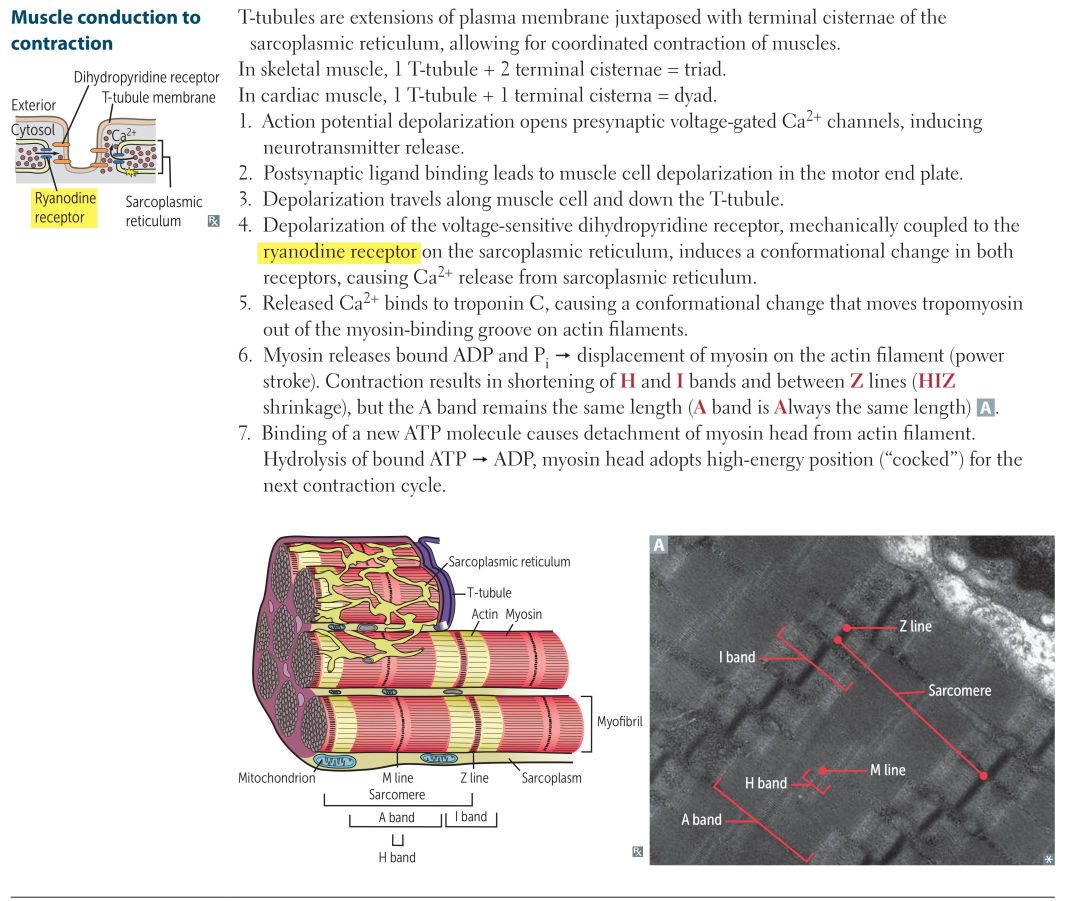 Muscle conduction to
contraction
Dihydropyridine receptor
T-tubule membrane
Exterior
Cytosol
Ca2+
Ryanodine
receptor
Sarcoplasmic
reticulum
Rx
T-tubules are extensions of plasma membrane juxtaposed with terminal cisternae of the
sarcoplasmic reticulum, allowing for coordinated contraction of muscles.
In skeletal muscle, 1 T-tubule + 2 terminal cisternae = triad.
In cardiac muscle, 1 T-tubule + 1 terminal cisterna = dyad.
1. Action potential depolarization opens presynaptic voltage-gated Ca2+ channels, inducing
neurotransmitter release.
2. Postsynaptic ligand binding leads to muscle cell depolarization in the motor end plate.
3. Depolarization travels along muscle cell and down the T-tubule.
4. Depolarization of the voltage-sensitive dihydropyridine receptor, mechanically coupled to the
ryanodine receptor on the sarcoplasmic reticulum, induces a conformational change in both
receptors, causing Ca2+ release from sarcoplasmic reticulum.
5. Released Ca2+ binds to troponin C, causing a conformational change that moves tropomyosin
out of the myosin-binding groove on actin filaments.
6. Myosin releases bound ADP and Pi → displacement of myosin on the actin filament (power
stroke). Contraction results in shortening of H and I bands and between Z lines (HIZ
shrinkage), but the A band remains the same length (A band is Always the same length) A.
7. Binding of a new ATP molecule causes detachment of myosin head from actin filament.
Hydrolysis of bound ATP → ADP, myosin head adopts high-energy position (“cocked”) for the
next contraction cycle.
Sarcoplasmic reticulum
T-tubule
Actin Myosin
Myofibril
Mitochondrion
M line
Z line
Sarcoplasm
Sarcomere
A band
I band
H band
Rx
A
Z line
I band
Sarcomere
M line
H band
A band
*